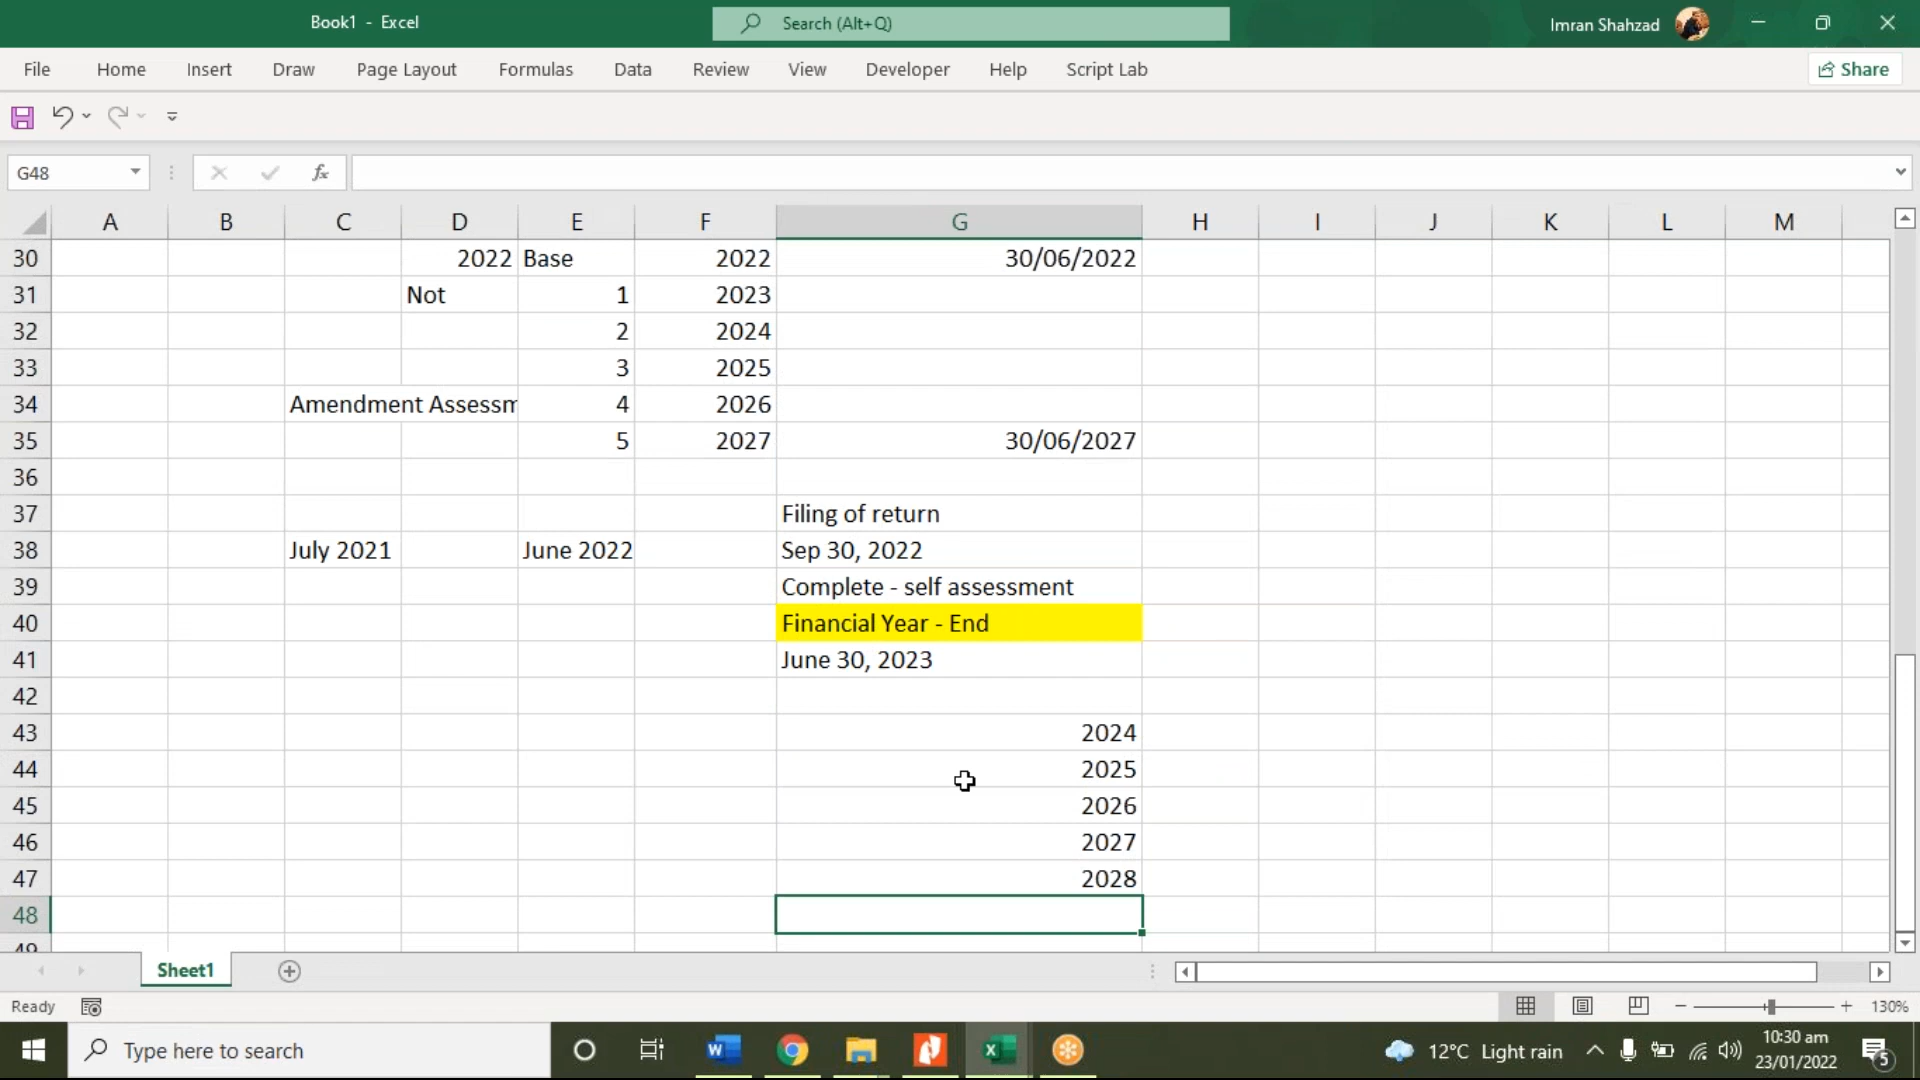 Book1 - Excel
Search (Alt+Q)
Imran Shahzad
File Home Insert Draw Page Layout Formulas Data Review View Developer Help Script Lab Share
G48 fx
A B C D E F G H I J K L M
30 2022 Base 2022 30/06/2022
31 Not 1 2023
32 2 2024
33 3 2025
34 Amendment Assessm 4 2026
35 5 2027 30/06/2027
36
37 Filing of return
38 July 2021 June 2022 Sep 30, 2022
39 Complete - self assessment
40 Financial Year - End
41 June 30, 2023
42
43 2024
44 2025
45 2026
46 2027
47 2028
48
49
Sheet1
Ready 130%
Type here to search 12°C Light rain 10:30 am
23/01/2022 5